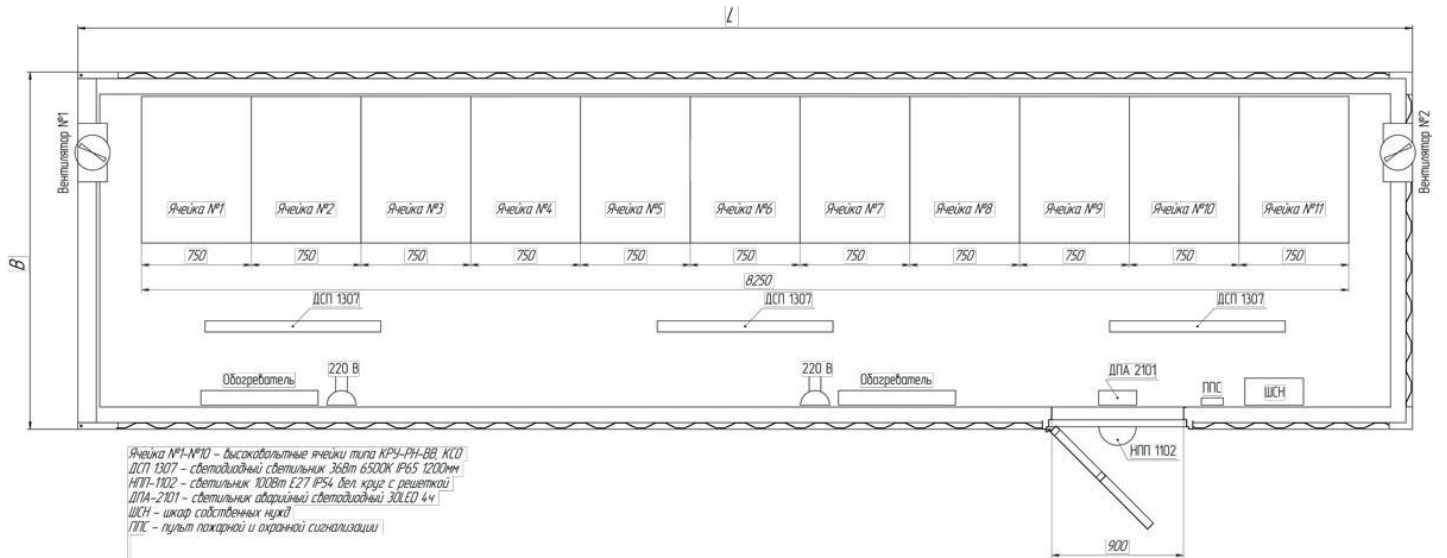 L
B
Вентилятор №1
Вентилятор №2
Ячейка №1 Ячейка №2 Ячейка №3 Ячейка №4 Ячейка №5 Ячейка №6 Ячейка №7 Ячейка №8 Ячейка №9 Ячейка №10 Ячейка №11
750 750 750 750 750 750 750 750 750 750 750
8250
ДСП 1307 ДСП 1307 ДСП 1307
Обогреватель 220 В 220 В Обогреватель ДПА 2101 ППС ШСН
НПП 1102
900
Ячейка №1-№10 - высоковольтные ячейки типа КРУ-РН-ВВ, КСО
ДСП 1307 - светодиодный светильник 36Вт 6500К IP65 1200мм
НПП-1102 - светильник 100Вт Е27 IP54 бел. круг с решеткой
ДПА-2101 - светильник аварийный светодиодный 30LED 4ч
ШСН - шкаф собственных нужд
ППС - пульт пожарной и охранной сигнализации